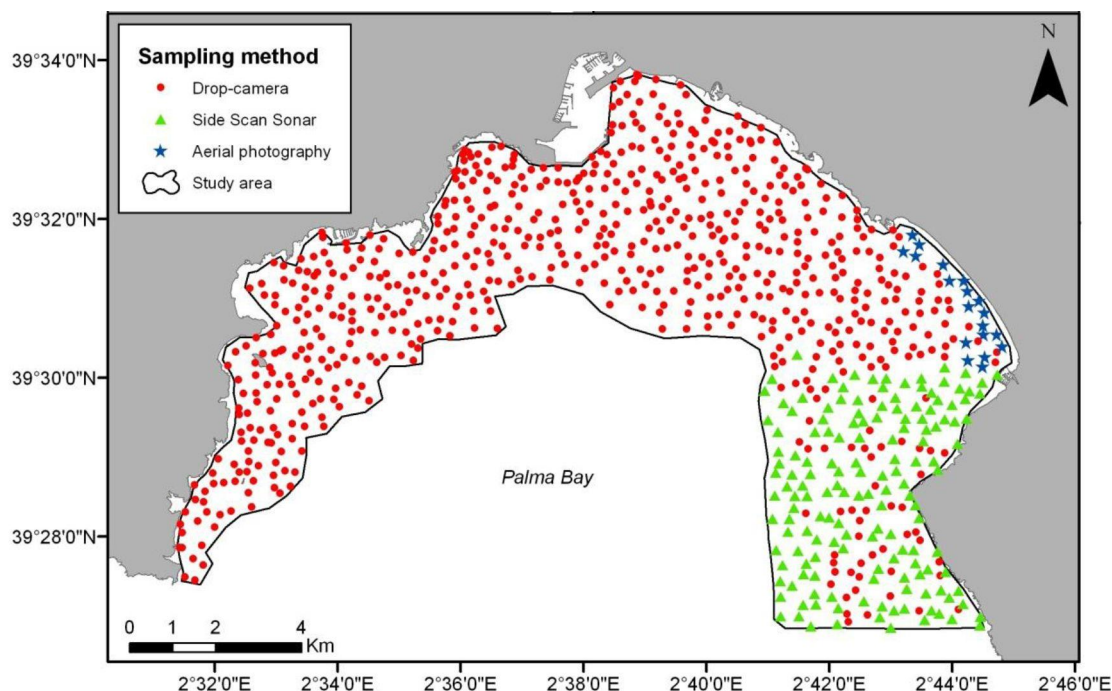 Sampling method
Drop-camera
Side Scan Sonar
Aerial photography
Study area
N
39°34'0"N
39°32'0"N
39°30'0"N
39°28'0"N
Palma Bay
0 1 2 4
Km
2°32'0"E 2°34'0"E 2°36'0"E 2°38'0"E 2°40'0"E 2°42'0"E 2°44'0"E 2°46'0"E